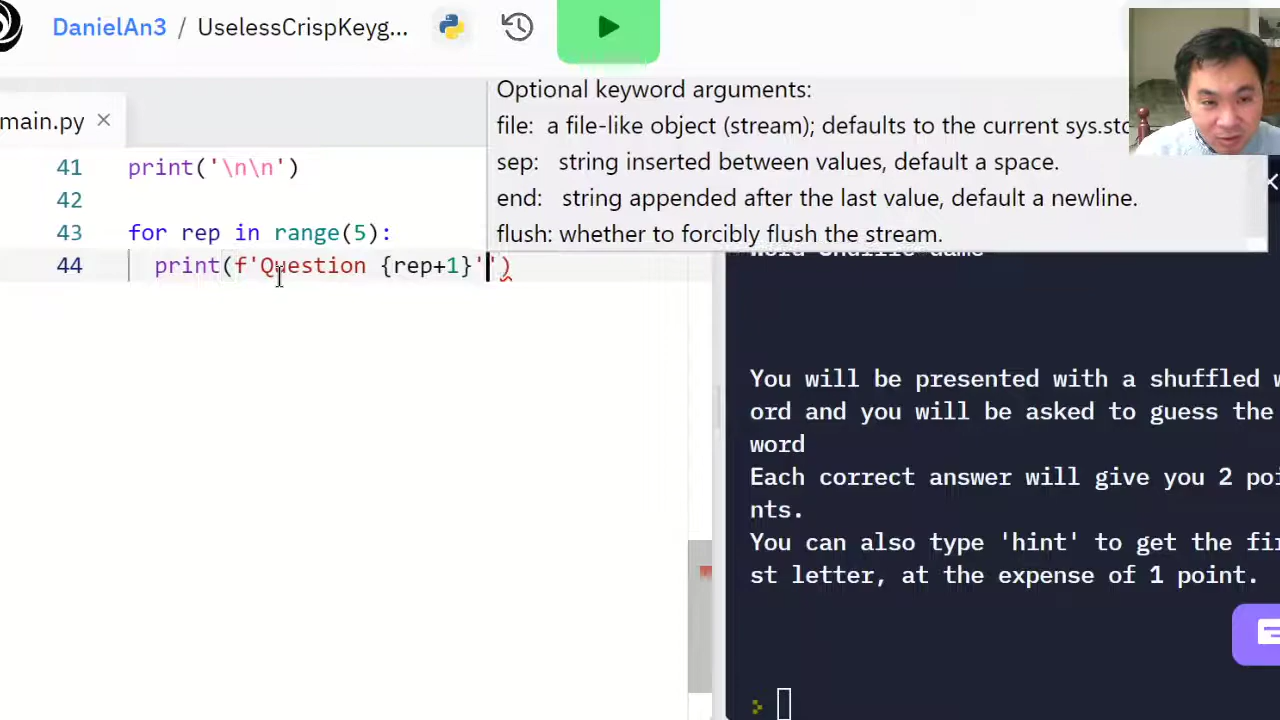 DanielAn3 / UselessCrispKeyg...
Optional keyword arguments:
file: a file-like object (stream); defaults to the current sys.stc
sep: string inserted between values, default a space.
end: string appended after the last value, default a newline.
flush: whether to forcibly flush the stream.
main.py ×
41 print('\n\n')
42
43 for rep in range(5):
44 print(f'Question {rep+1}'')
You will be presented with a shuffled w
ord and you will be asked to guess the
word
Each correct answer will give you 2 poi
nts.
You can also type 'hint' to get the fir
st letter, at the expense of 1 point.